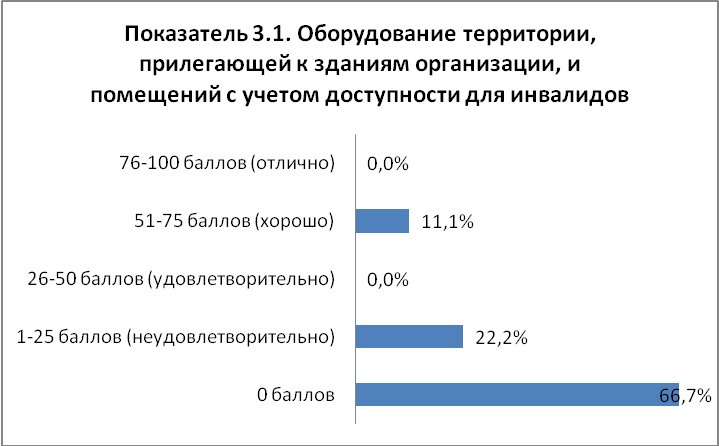 Показатель 3.1. Оборудование территории,
прилегающей к зданиям организации, и
помещений с учетом доступности для инвалидов
76-100 баллов (отлично) 0,0%
51-75 баллов (хорошо) 11,1%
26-50 баллов (удовлетворительно) 0,0%
1-25 баллов (неудовлетворительно) 22,2%
0 баллов 66,7%